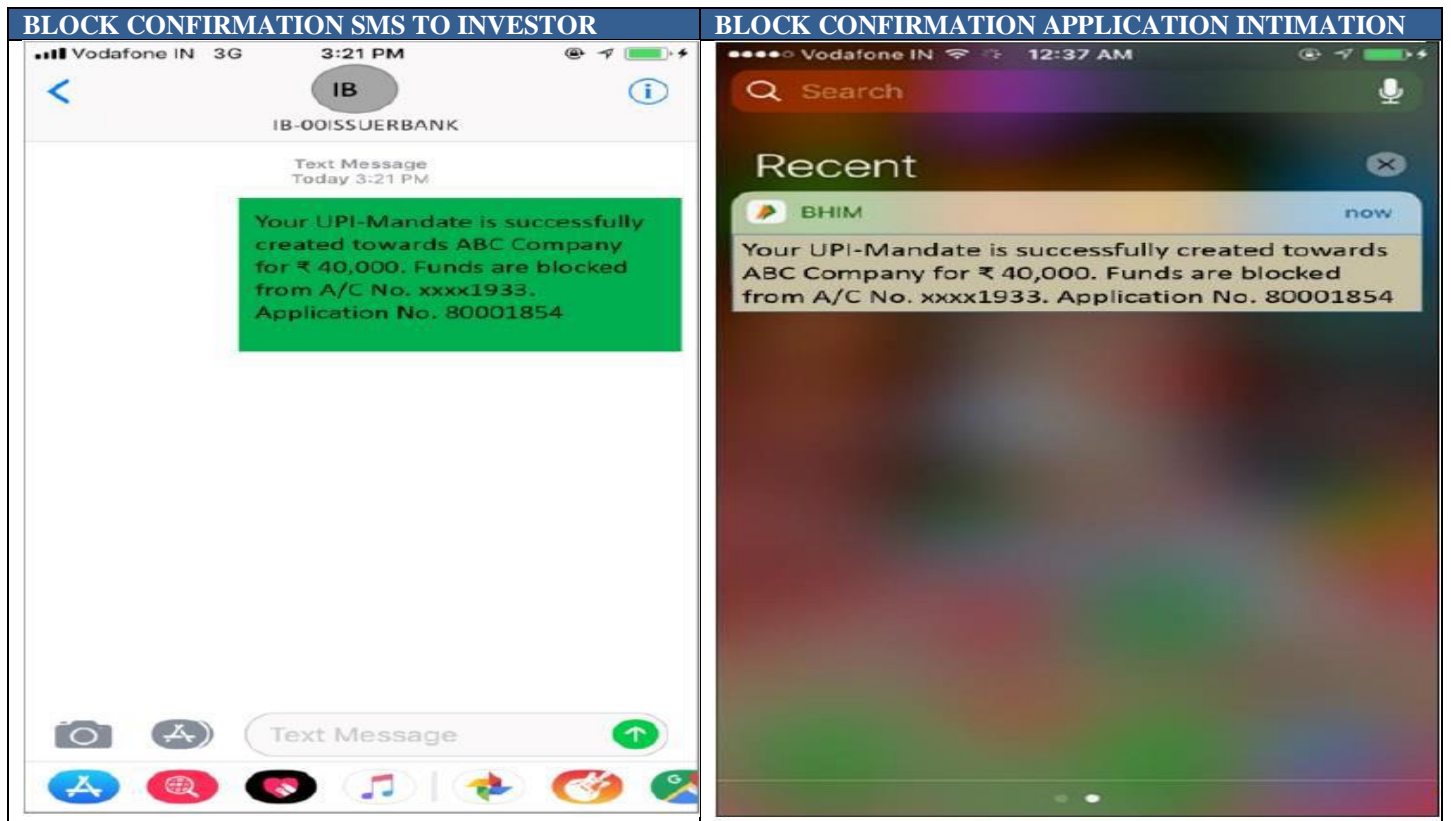 BLOCK CONFIRMATION SMS TO INVESTOR
Vodafone IN 3G 3:21 PM
IB
IB-00ISSUERBANK
Text Message
Today 3:21 PM
Your UPI-Mandate is successfully
created towards ABC Company
for ₹ 40,000. Funds are blocked
from A/C No. xxxx1933.
Application No. 80001854
Text Message
G
BLOCK CONFIRMATION APPLICATION INTIMATION
Vodafone IN 12:37 AM
Search
Recent
BHIM now
Your UPI-Mandate is successfully created towards
ABC Company for ₹ 40,000. Funds are blocked
from A/C No. xxxx1933. Application No. 80001854